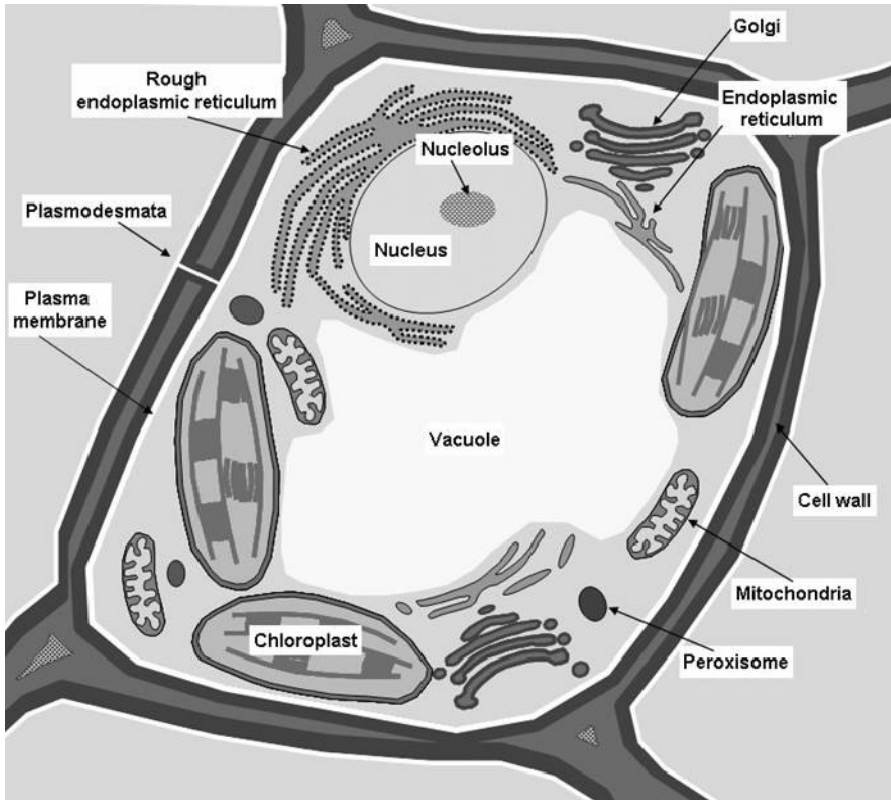 Golgi
Rough
endoplasmic reticulum
Endoplasmic
reticulum
Nucleolus
Plasmodesmata
Nucleus
Plasma
membrane
Vacuole
Cell wall
Mitochondria
Chloroplast
Peroxisome